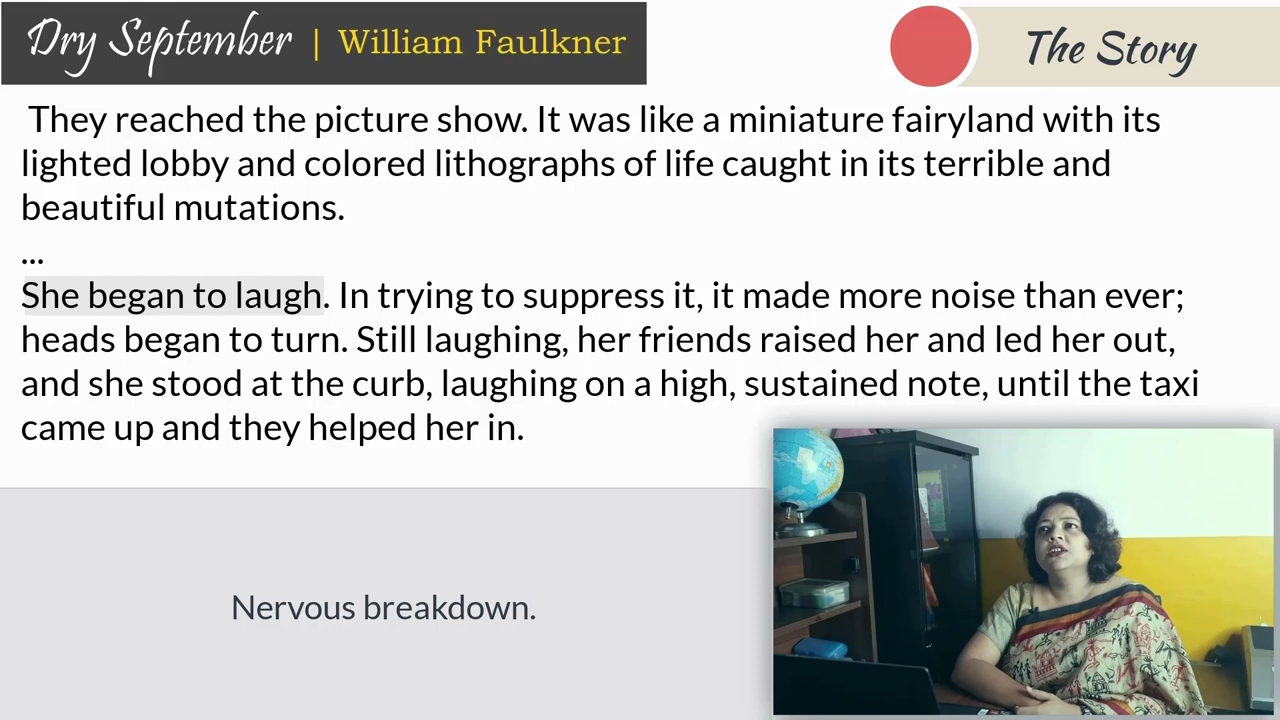 Dry September | William Faulkner
The Story
They reached the picture show. It was like a miniature fairyland with its
lighted lobby and colored lithographs of life caught in its terrible and
beautiful mutations.
...
She began to laugh. In trying to suppress it, it made more noise than ever;
heads began to turn. Still laughing, her friends raised her and led her out,
and she stood at the curb, laughing on a high, sustained note, until the taxi
came up and they helped her in.
Nervous breakdown.